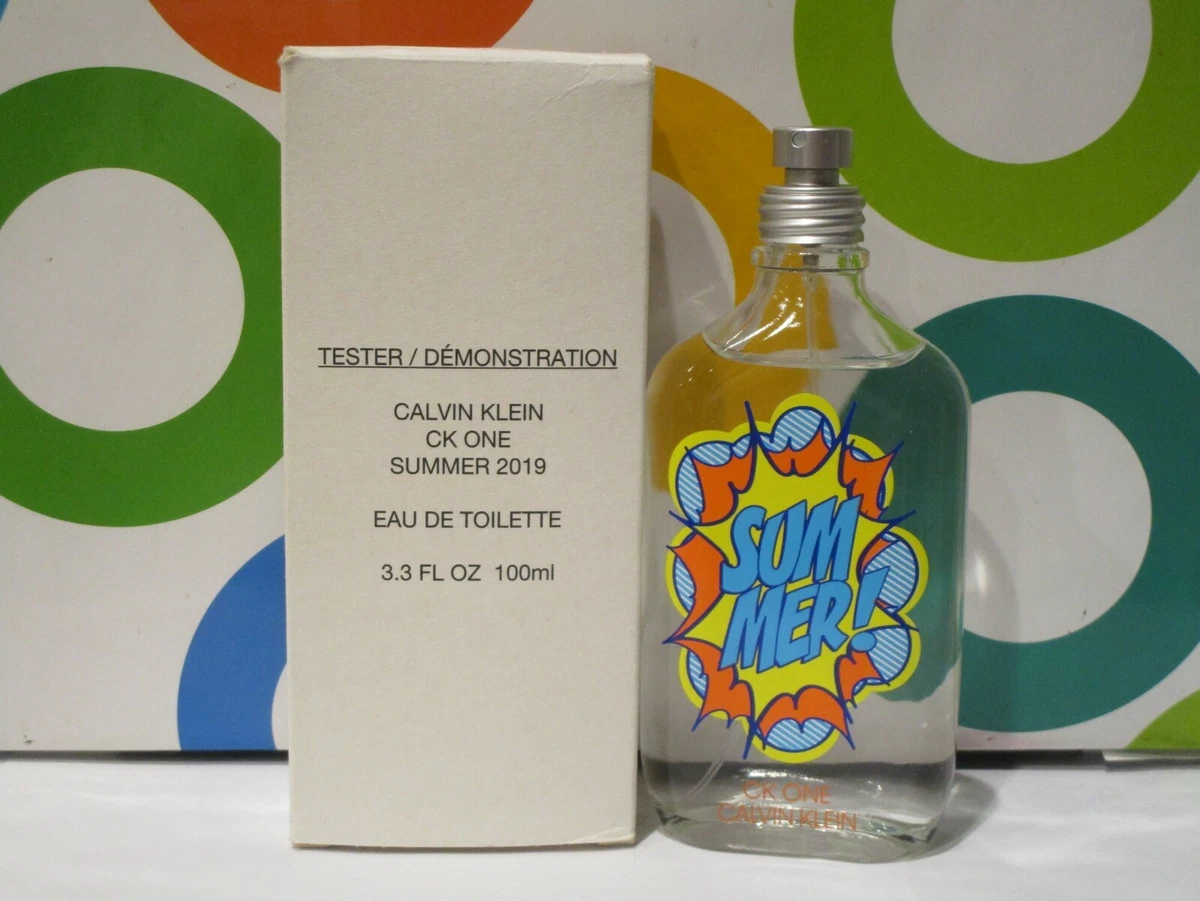 TESTER / DÉMONSTRATION
CALVIN KLEIN
CK ONE
SUMMER 2019
EAU DE TOILETTE
3.3 FL OZ 100ml
SUM
MER!
CK ONE
CALVIN KLEIN